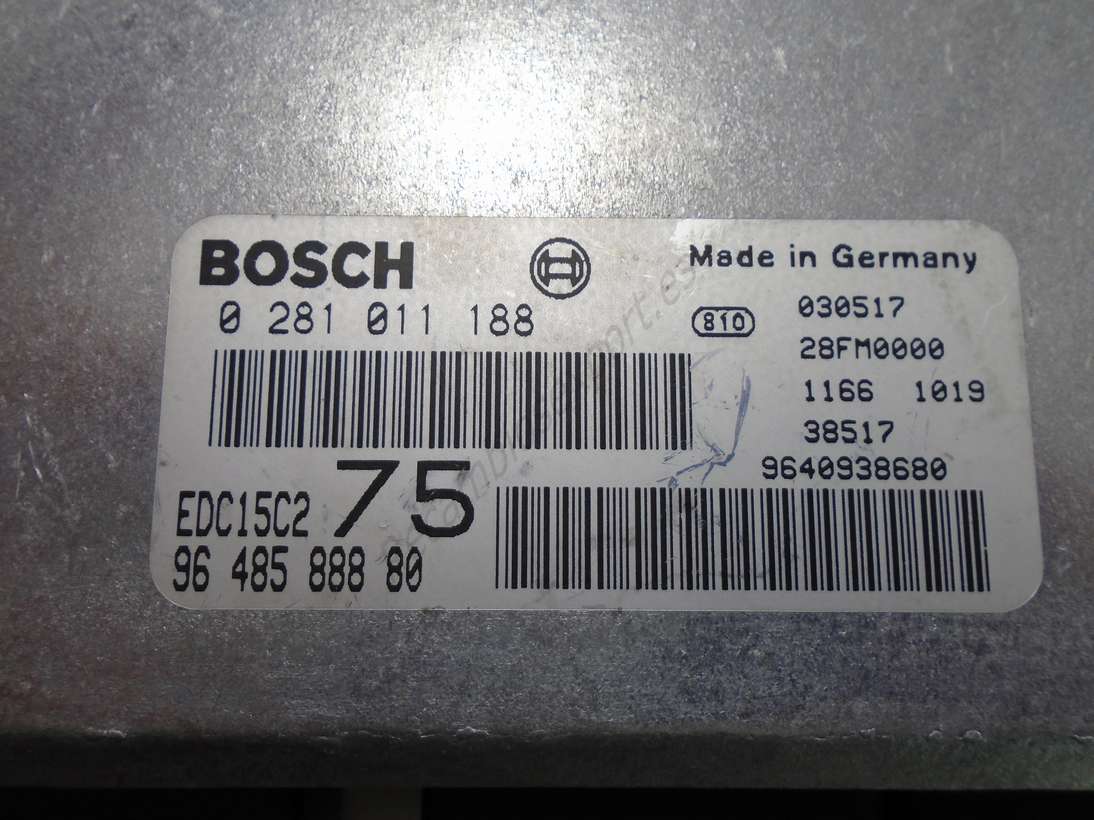 BOSCH
Made in Germany
0 281 011 188
810
030517
28FM0000
1166 1019
38517
9640938680
EDC15C2 75
96 485 888 80